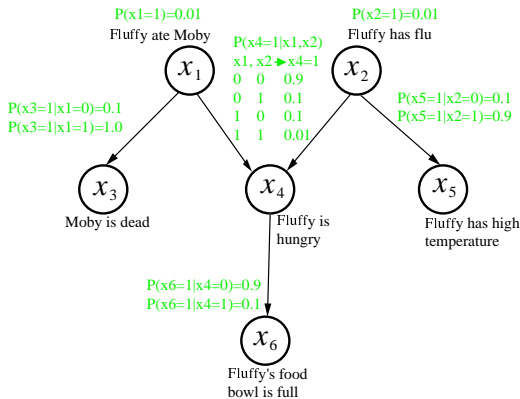 P(x1=1)=0.01
Fluffy ate Moby
P(x2=1)=0.01
Fluffy has flu
P(x4=1|x1,x2)
x1, x2 → x4=1
0 0 0.9
0 1 0.1
1 0 0.1
1 1 0.01
x1
x2
P(x3=1|x1=0)=0.1
P(x3=1|x1=1)=1.0
P(x5=1|x2=0)=0.1
P(x5=1|x2=1)=0.9
x3
Moby is dead
x4
Fluffy is
hungry
x5
Fluffy has high
temperature
P(x6=1|x4=0)=0.9
P(x6=1|x4=1)=0.1
x6
Fluffy's food
bowl is full